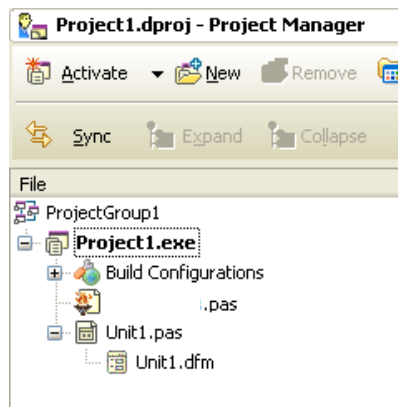 Project1.dproj - Project Manager
Activate New Remove
Sync Expand Collapse
File
ProjectGroup1
Project1.exe
Build Configurations
.pas
Unit1.pas
Unit1.dfm